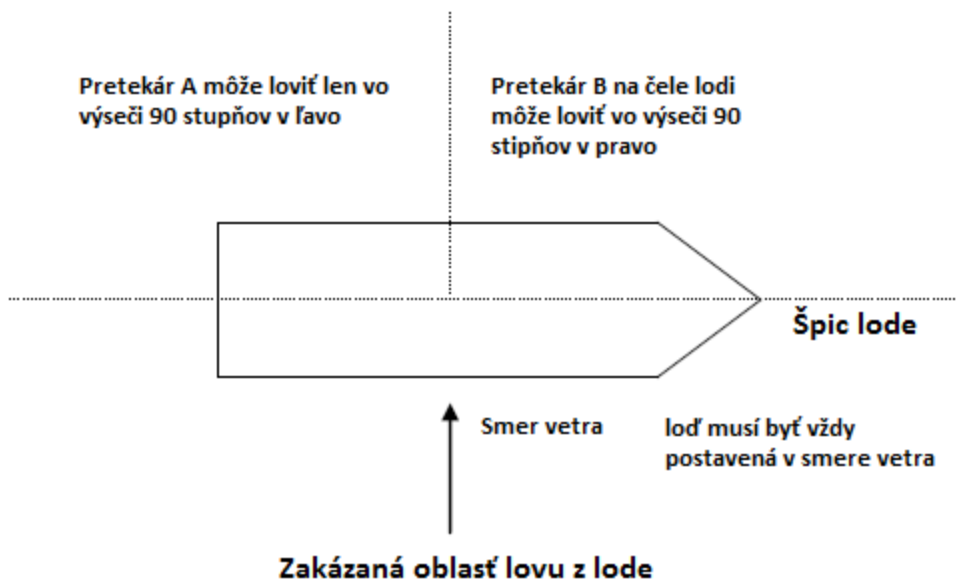 Pretekár A môže loviť len vo
výseči 90 stupňov v ľavo
Pretekár B na čele lodi
môže loviť vo výseči 90
stipňov v pravo
Špic lode
Smer vetra
loď musí byť vždy
postavená v smere vetra
Zakázaná oblasť lovu z lode